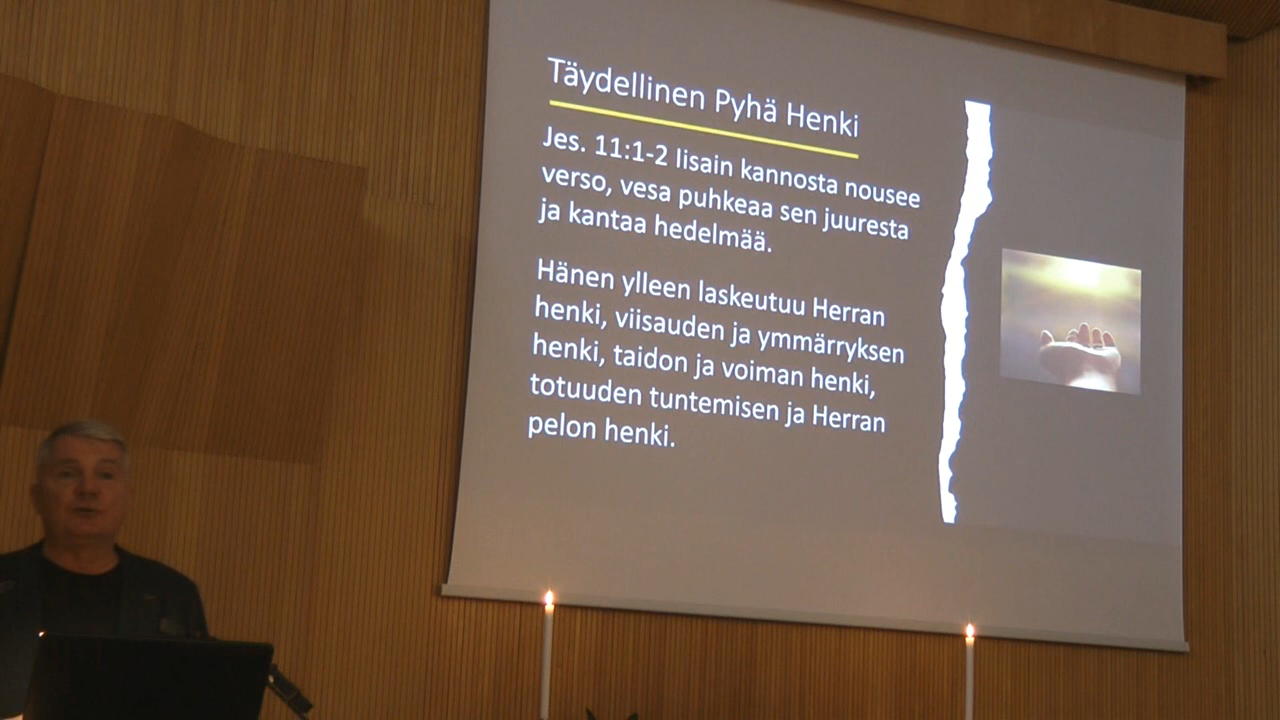 Täydellinen Pyhä Henki
Jes. 11:1-2 Iisain kannosta nousee
verso, vesa puhkeaa sen juuresta
ja kantaa hedelmää.
Hänen ylleen laskeutuu Herran
henki, viisauden ja ymmärryksen
henki, taidon ja voiman henki,
totuuden tuntemisen ja Herran
pelon henki.